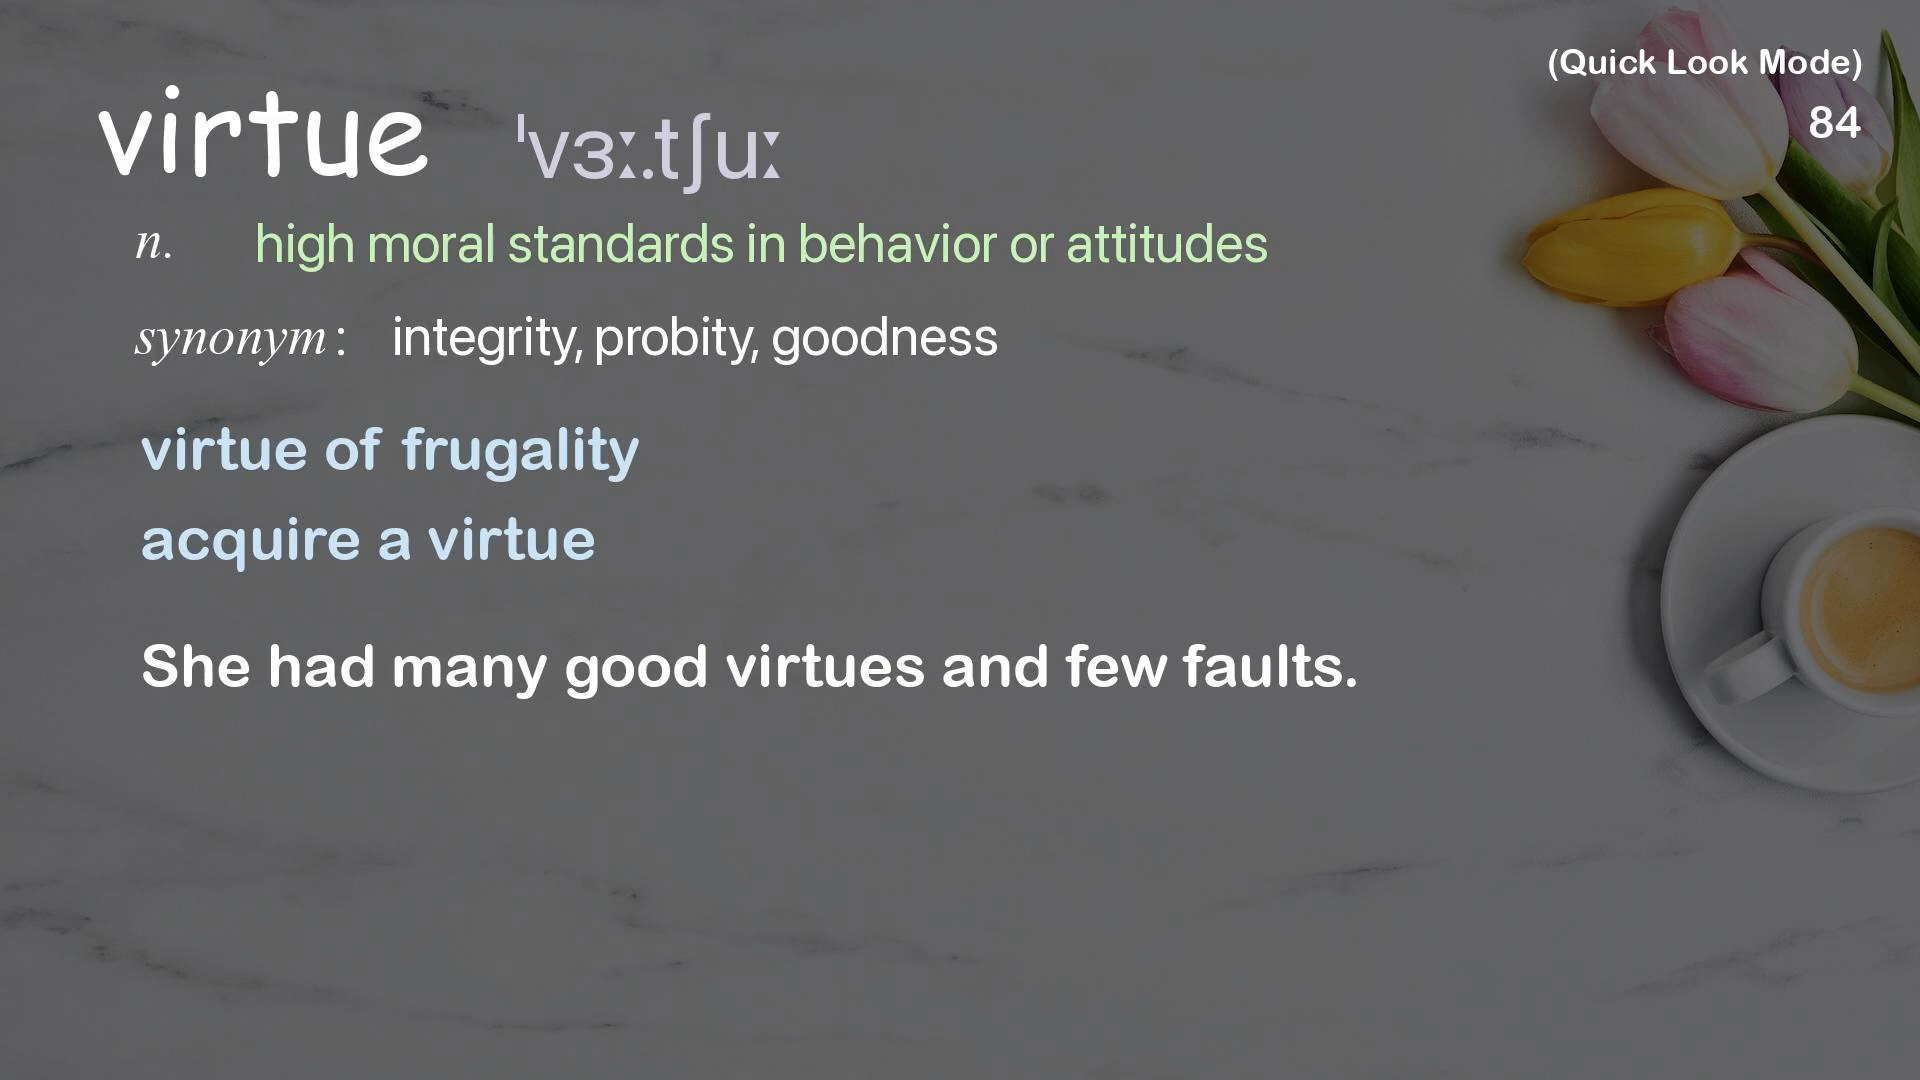 (Quick Look Mode)
84
virtue ˈvɜː.tʃuː
n. high moral standards in behavior or attitudes
synonym: integrity, probity, goodness
virtue of frugality
acquire a virtue
She had many good virtues and few faults.